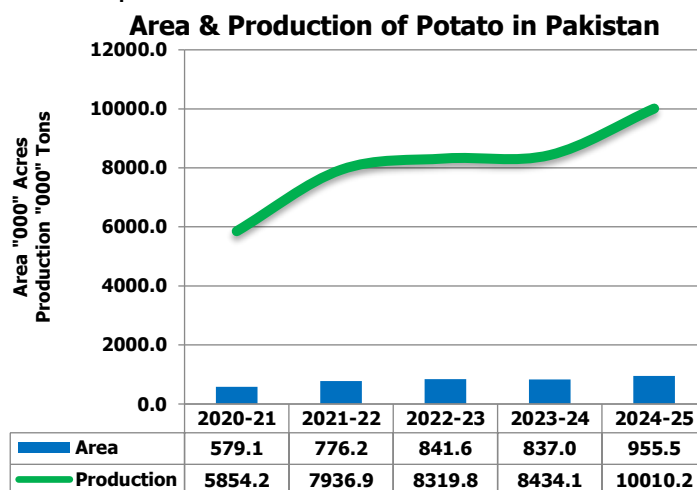 Area & Production of Potato in Pakistan
Area "000" Acres
Production "000" Tons
12000.0
10000.0
8000.0
6000.0
4000.0
2000.0
0.0
2020-21 2021-22 2022-23 2023-24 2024-25
Area 579.1 776.2 841.6 837.0 955.5
Production 5854.2 7936.9 8319.8 8434.1 10010.2